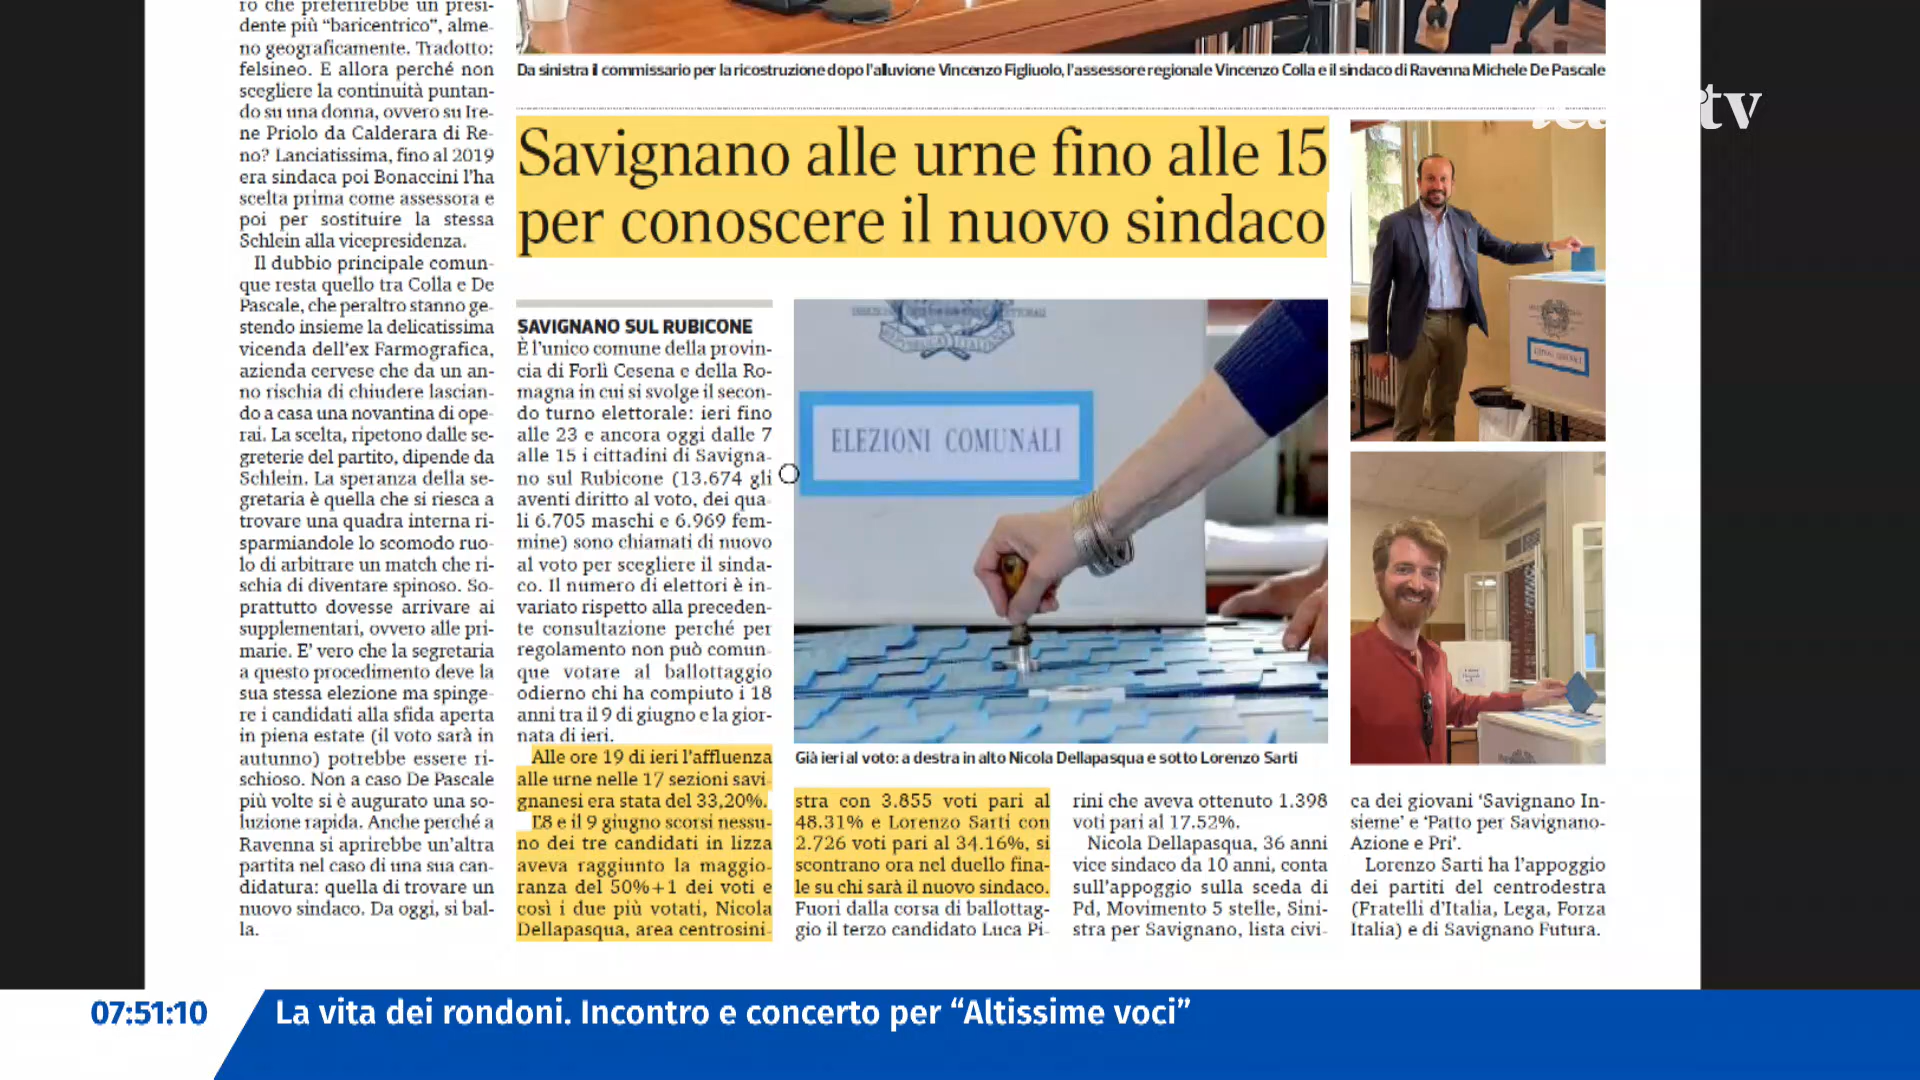 ro che preferirebbe un presi-
dente più “baricentrico”, alme-
no geograficamente. Tradotto:
felsineo. E allora perché non
scegliere la continuità puntan-
do su una donna, ovvero su Ire-
ne Priolo da Calderara di Re-
no? Lanciatissima, fino al 2019
era sindaca poi Bonaccini l’ha
scelta prima come assessora e
poi per sostituire la stessa
Schlein alla vicepresidenza.
Il dubbio principale comun-
que resta quello tra Colla e De
Pascale, che peraltro stanno ge-
stendo insieme la delicatissima
vicenda dell’ex Farmografica,
azienda cervese che da un an-
no rischia di chiudere lascian-
do a casa una novantina di ope-
rai. La scelta, ripetono dalle se-
greterie del partito, dipende da
Schlein. La speranza della se-
gretaria è quella che si riesca a
trovare una quadra interna ri-
sparmiandole lo scomodo ruo-
lo di arbitrare un match che ri-
schia di diventare spinoso. So-
prattutto dovesse arrivare ai
supplementari, ovvero alle pri-
marie. E’ vero che la segretaria
a questo procedimento deve la
sua stessa elezione ma spinge-
re i candidati alla sfida aperta
in piena estate (il voto sarà in
autunno) potrebbe essere ri-
schioso. Non a caso De Pascale
più volte si è augurato una so-
luzione rapida. Anche perché a
Ravenna si aprirebbe un’altra
partita nel caso di una sua can-
didatura: quella di trovare un
nuovo sindaco. Da oggi, si bal-
la.
Da sinistra il commissario per la ricostruzione dopo l’alluvione Vincenzo Figliuolo, l’assessore regionale Vincenzo Colla e il sindaco di Ravenna Michele De Pascale
tv
Savignano alle urne fino alle 15
per conoscere il nuovo sindaco
SAVIGNANO SUL RUBICONE
È l’unico comune della provin-
cia di Forlì Cesena e della Ro-
magna in cui si svolge il secon-
do turno elettorale: ieri fino
alle 23 e ancora oggi dalle 7
alle 15 i cittadini di Savigna-
no sul Rubicone (13.674 gli
aventi diritto al voto, dei qua-
li 6.705 maschi e 6.969 fem-
mine) sono chiamati di nuovo
al voto per scegliere il sinda-
co. Il numero di elettori è in-
variato rispetto alla preceden-
te consultazione perché per
regolamento non può comun-
que votare al ballottaggio
odierno chi ha compiuto i 18
anni tra il 9 di giugno e la gior-
nata di ieri.
Alle ore 19 di ieri l’affluenza
alle urne nelle 17 sezioni savi-
gnanesi era stata del 33,20%.
L’8 e il 9 giugno scorsi nessu-
no dei tre candidati in lizza
aveva raggiunto la maggio-
ranza del 50%+1 dei voti e
così i due più votati, Nicola
Dellapasqua, area centrosini-
ELEZIONI COMUNALI
Già ieri al voto: a destra in alto Nicola Dellapasqua e sotto Lorenzo Sarti
stra con 3.855 voti pari al
48.31% e Lorenzo Sarti con
2.726 voti pari al 34.16%, si
scontrano ora nel duello fina-
le su chi sarà il nuovo sindaco.
Fuori dalla corsa di ballottag-
gio il terzo candidato Luca Pi-
rini che aveva ottenuto 1.398
voti pari al 17.52%.
Nicola Dellapasqua, 36 anni
vice sindaco da 10 anni, conta
sull’appoggio sulla scheda di
Pd, Movimento 5 stelle, Sini-
stra per Savignano, lista civi-
ca dei giovani ‘Savignano In-
sieme’ e ‘Patto per Savignano-
Azione e Pri’.
Lorenzo Sarti ha l’appoggio
dei partiti del centrodestra
(Fratelli d’Italia, Lega, Forza
Italia) e di Savignano Futura.
07:51:10
La vita dei rondoni. Incontro e concerto per “Altissime voci”